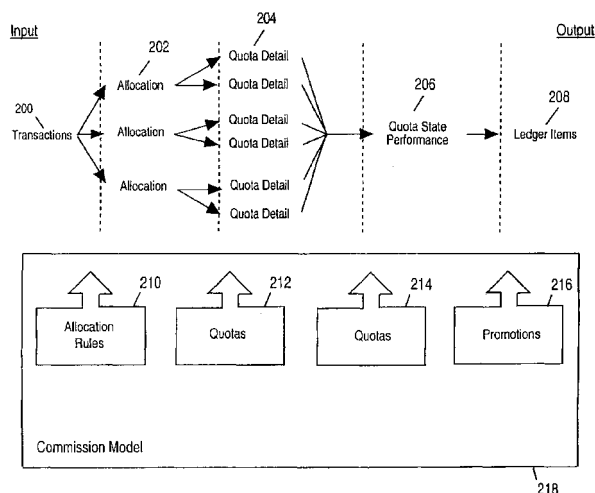 Input
Output
204
202
Quota Detail
206
208
200
Allocation
Quota Detail
Transactions
Allocation
Quota Detail
Quota Detail
Quota State
Performance
Ledger Items
Allocation
Quota Detail
Quota Detail
210
212
214
216
Allocation
Rules
Quotas
Quotas
Promotions
Commission Model
218